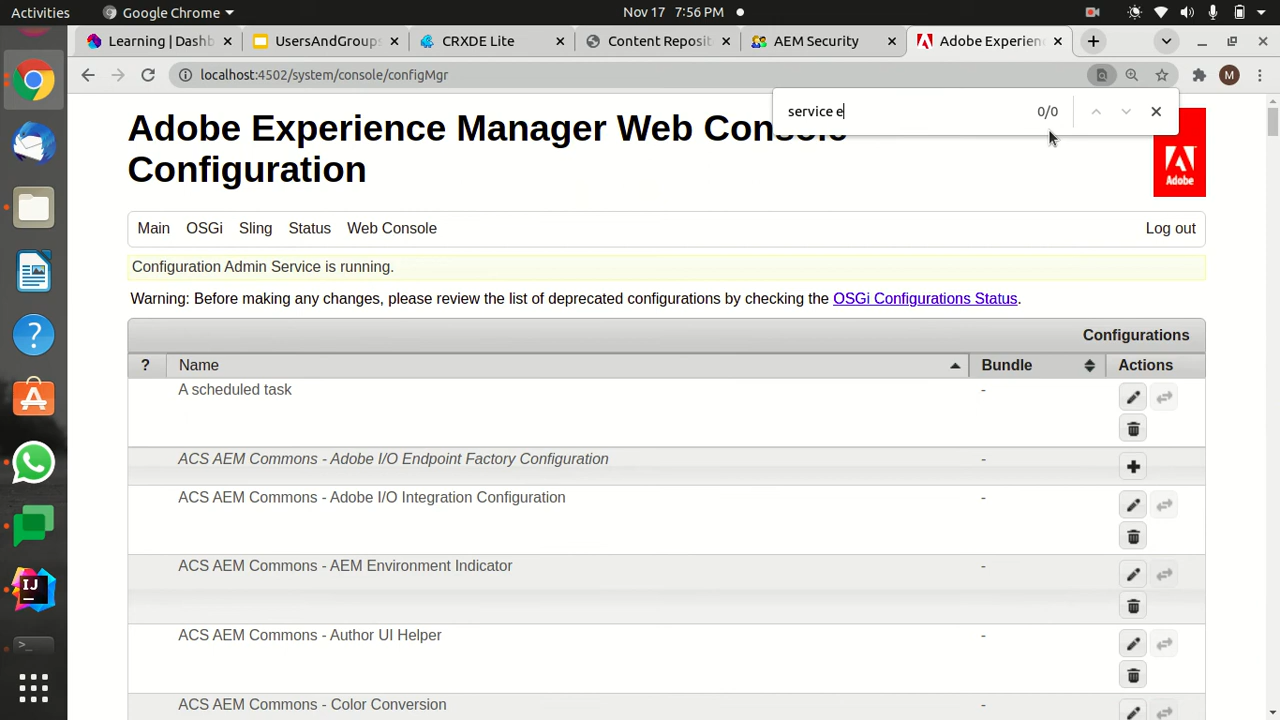 Activities
Google Chrome
Nov 17 7:56 PM
Learning | Dashb
UsersAndGroups
CRXDE Lite
Content Reposit
AEM Security
Adobe Experien
localhost:4502/system/console/configMgr
M
service e
0/0
Adobe Experience Manager Web Console
Configuration
Adobe
Main OSGi Sling Status Web Console
Log out
Configuration Admin Service is running.
Warning: Before making any changes, please review the list of deprecated configurations by checking the OSGi Configurations Status.
Configurations
? Name Bundle Actions
A scheduled task -
ACS AEM Commons - Adobe I/O Endpoint Factory Configuration -
ACS AEM Commons - Adobe I/O Integration Configuration -
ACS AEM Commons - AEM Environment Indicator -
ACS AEM Commons - Author UI Helper -
ACS AEM Commons - Color Conversion -